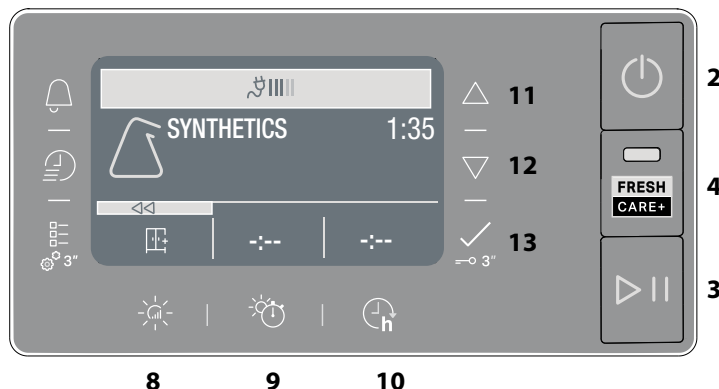 2
11
SYNTHETICS 1:35
12
FRESH
CARE+
4
-:-- -:--
13
3" 3"
3
h
8 9 10